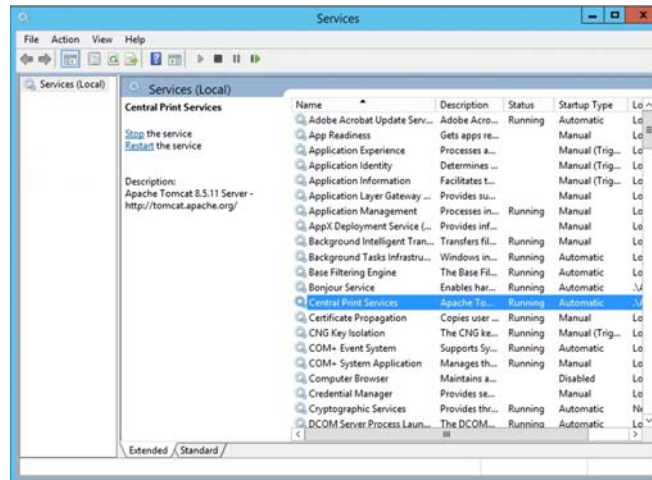 Services
File Action View Help
Services (Local)
Services (Local)
Central Print Services
Stop the service
Restart the service
Description:
Apache Tomcat 8.5.11 Server -
http://tomcat.apache.org/
Name Description Status Startup Type Lo
Adobe Acrobat Update Serv... Adobe Acro... Running Automatic Lo
App Readiness Gets apps re... Manual Lo
Application Experience Processes a... Manual (Trig... Lo
Application Identity Determines ... Manual (Trig... Lo
Application Information Facilitates t... Manual (Trig... Lo
Application Layer Gateway ... Provides su... Manual Lo
Application Management Processes in... Running Manual Lo
AppX Deployment Service (... Provides inf... Manual Lo
Background Intelligent Tran... Transfers fil... Running Manual Lo
Background Tasks Infrastru... Windows in... Running Automatic Lo
Base Filtering Engine The Base Fil... Running Automatic Lo
Bonjour Service Enables har... Running Automatic .\A
Central Print Services Apache To... Running Automatic .\A
Certificate Propagation Copies user ... Running Manual Lo
CNG Key Isolation The CNG ke... Running Manual (Trig... Lo
COM+ Event System Supports Sy... Running Automatic Lo
COM+ System Application Manages th... Running Manual Lo
Computer Browser Maintains a... Disabled Lo
Credential Manager Provides se... Manual Lo
Cryptographic Services Provides thr... Running Automatic Ne
DCOM Server Process Laun... The DCOM... Running Automatic Lo
Extended Standard